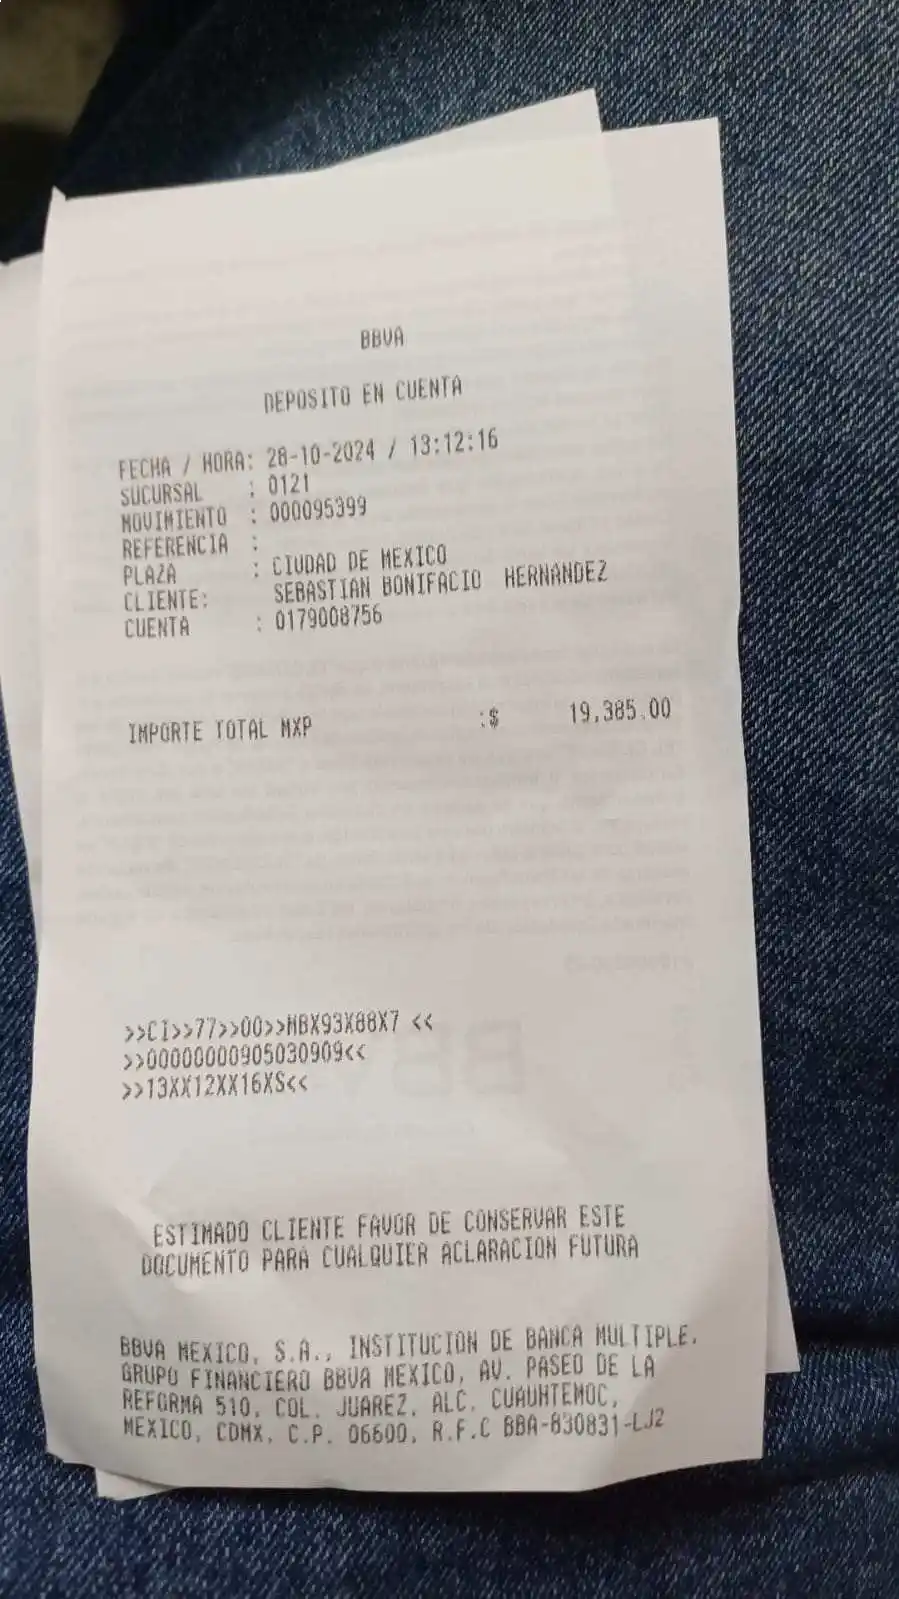 BBVA
DEPOSITO EN CUENTA
FECHA / HORA: 28-10-2024 / 13:12:16
SUCURSAL : 0121
MOVIMIENTO : 000095399
REFERENCIA :
PLAZA : CIUDAD DE MEXICO
CLIENTE: SEBASTIAN BONIFACIO HERNANDEZ
CUENTA : 0179008756
IMPORTE TOTAL MXP :$ 19,385.00
>>CI>>77>>00>>MBX93X88X7 <<
>>00000000905030909<<
>>13XX12XX16XS<<
ESTIMADO CLIENTE FAVOR DE CONSERVAR ESTE
DOCUMENTO PARA CUALQUIER ACLARACION FUTURA
BBVA MEXICO, S.A., INSTITUCION DE BANCA MULTIPLE,
GRUPO FINANCIERO BBVA MEXICO, AV. PASEO DE LA
REFORMA 510, COL. JUAREZ, ALC. CUAUHTEMOC,
MEXICO, CDMX, C.P. 06600, R.F.C BBA-830831-LJ2